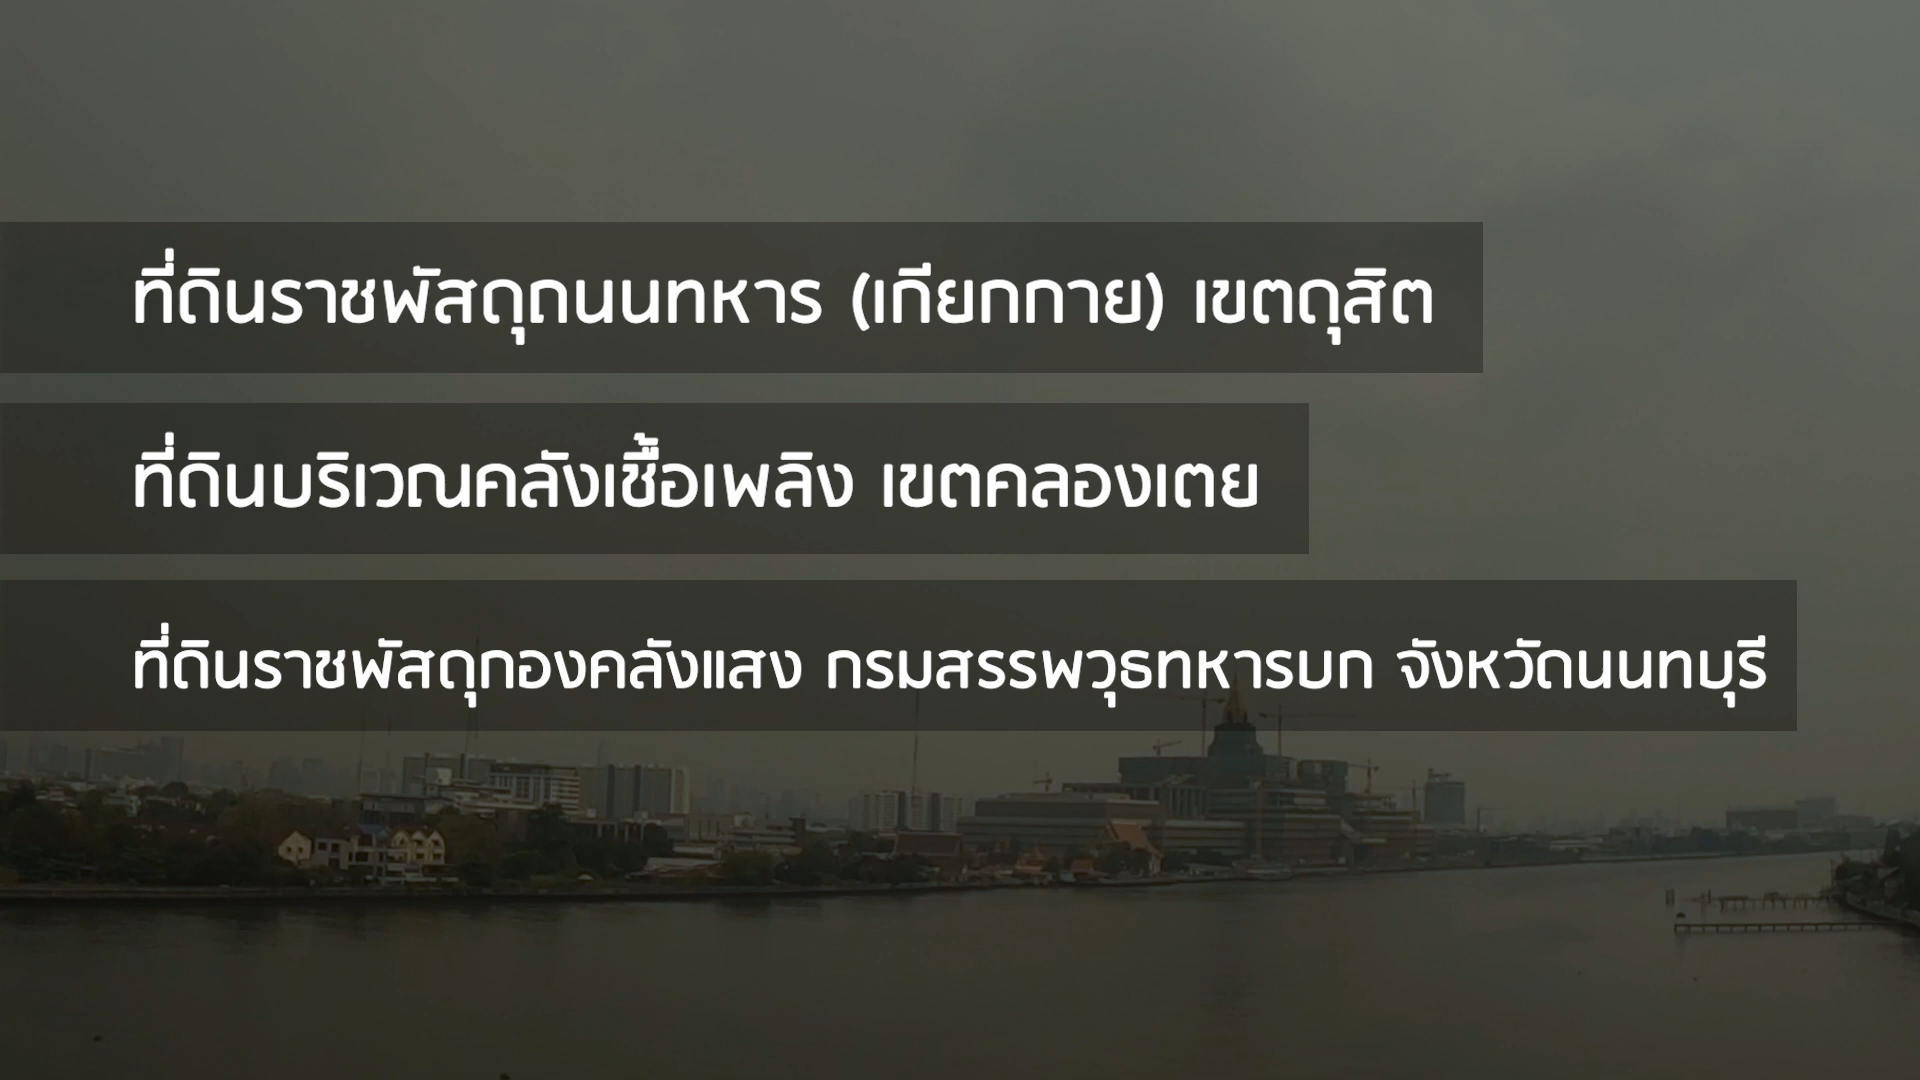 ที่ดินราชพัสดุถนนทหาร (เกียกกาย) เขตดุสิต
ที่ดินบริเวณคลังเชื้อเพลิง เขตคลองเตย
ที่ดินราชพัสดุกองคลังแสง กรมสรรพาวุธทหารบก จังหวัดนนทบุรี